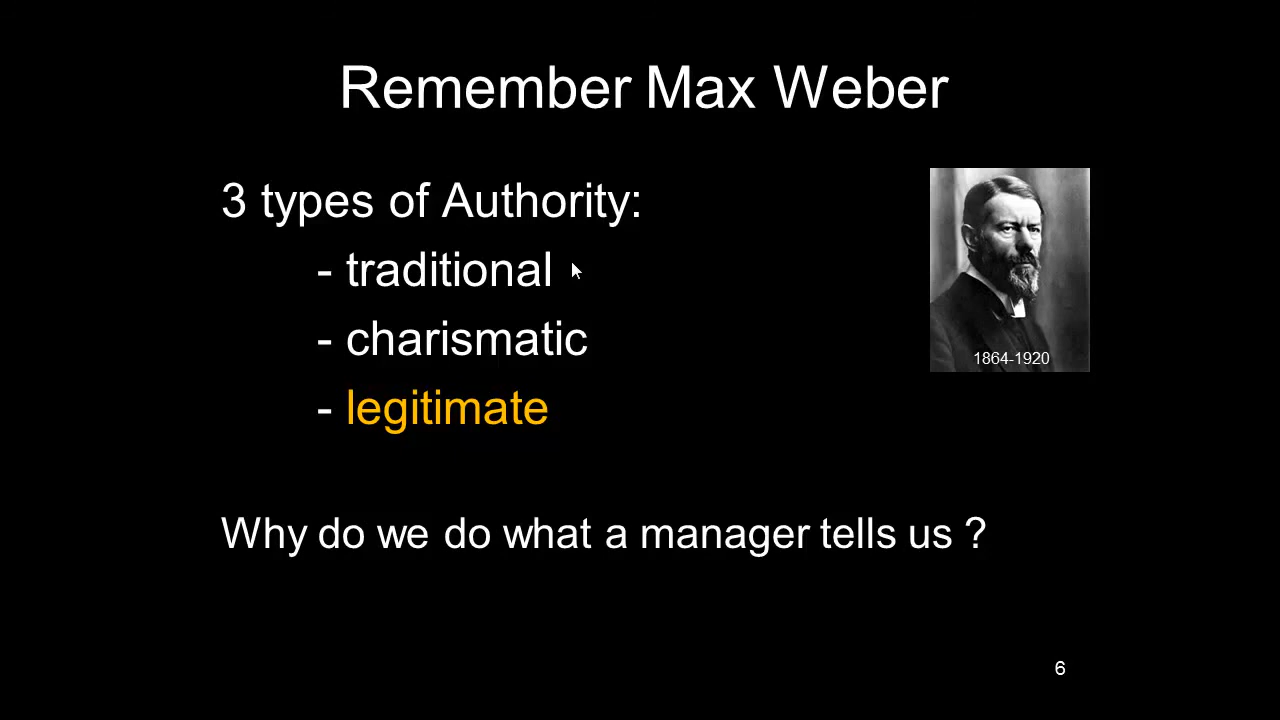 Remember Max Weber
3 types of Authority:
- traditional
- charismatic
- legitimate
1864-1920
Why do we do what a manager tells us ?
6